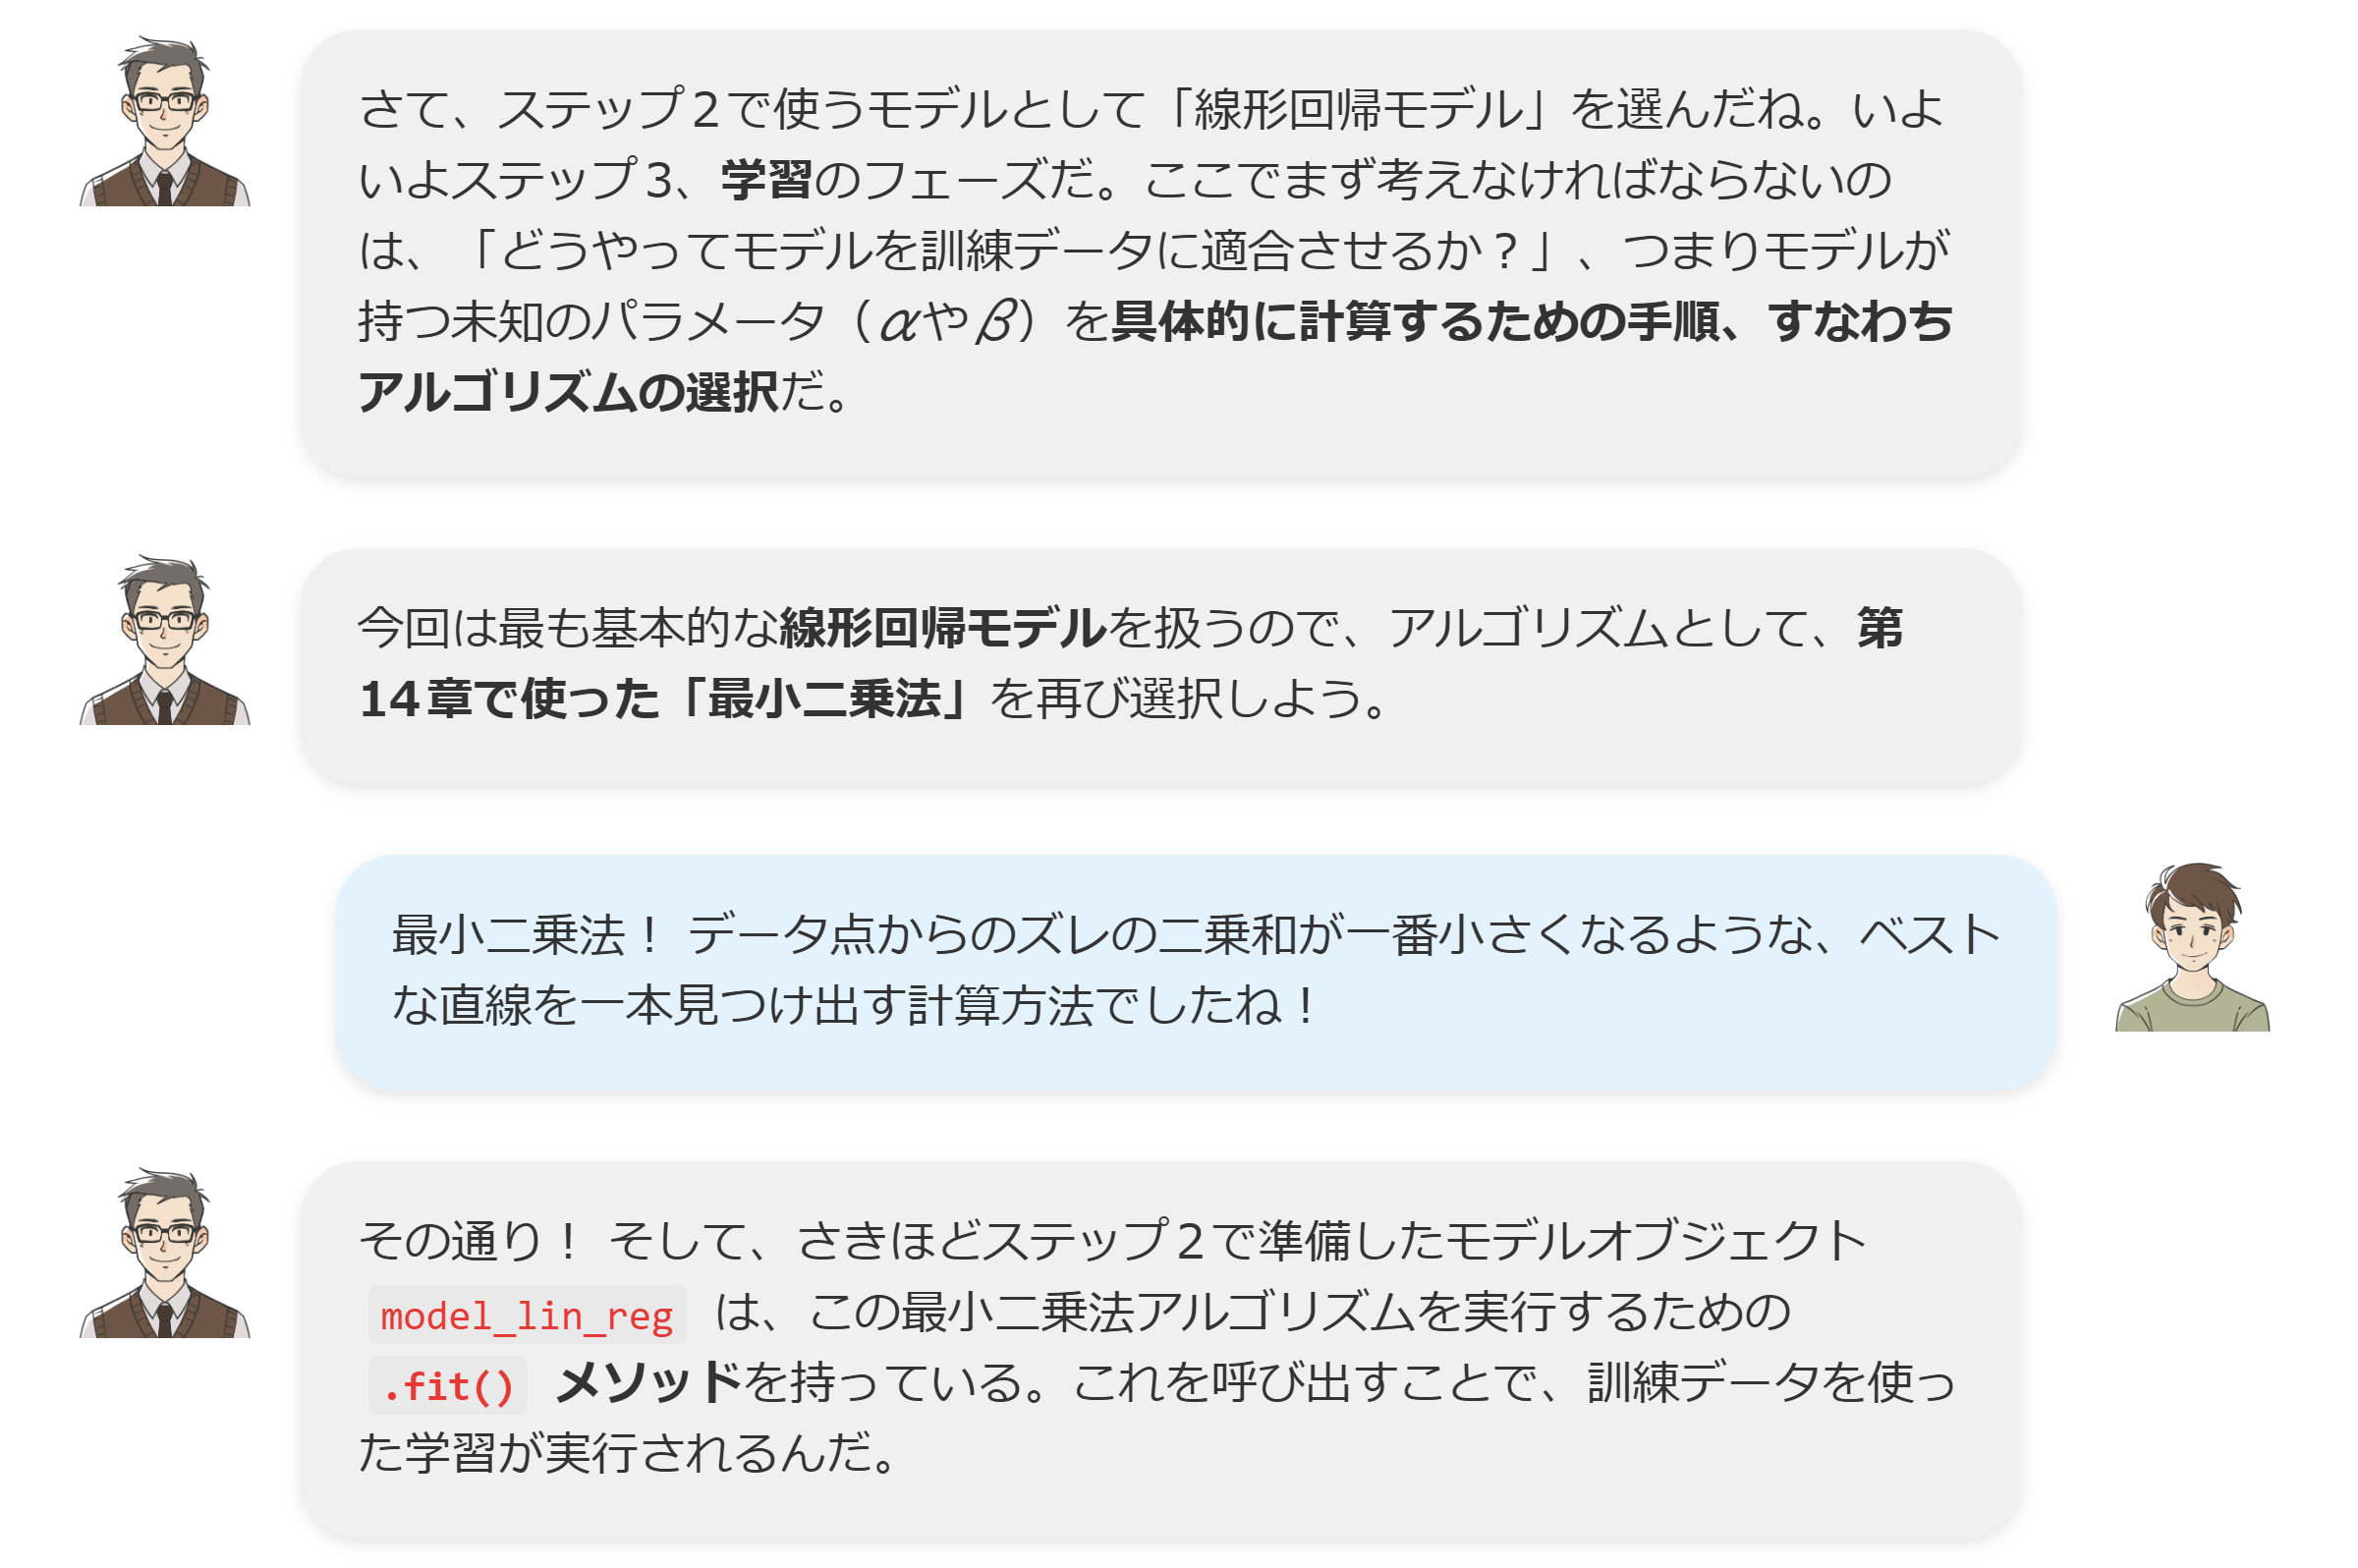 さて、ステップ2で使うモデルとして「線形回帰モデル」を選んだね。いよ
いよステップ3、学習のフェーズだ。ここでまず考えなければならないの
は、「どうやってモデルを訓練データに適合させるか？」、つまりモデルが
持つ未知のパラメータ（αやβ）を具体的に計算するための手順、すなわち
アルゴリズムの選択だ。
今回は最も基本的な線形回帰モデルを扱うので、アルゴリズムとして、第
14章で使った「最小二乗法」を再び選択しよう。
最小二乗法！ データ点からのズレの二乗和が一番小さくなるような、ベスト
な直線を一本見つけ出す計算方法でしたね！
その通り！ そして、さきほどステップ2で準備したモデルオブジェクト
model_lin_reg は、この最小二乗法アルゴリズムを実行するための
.fit() メソッドを持っている。これを呼び出すことで、訓練データを使っ
た学習が実行されるんだ。